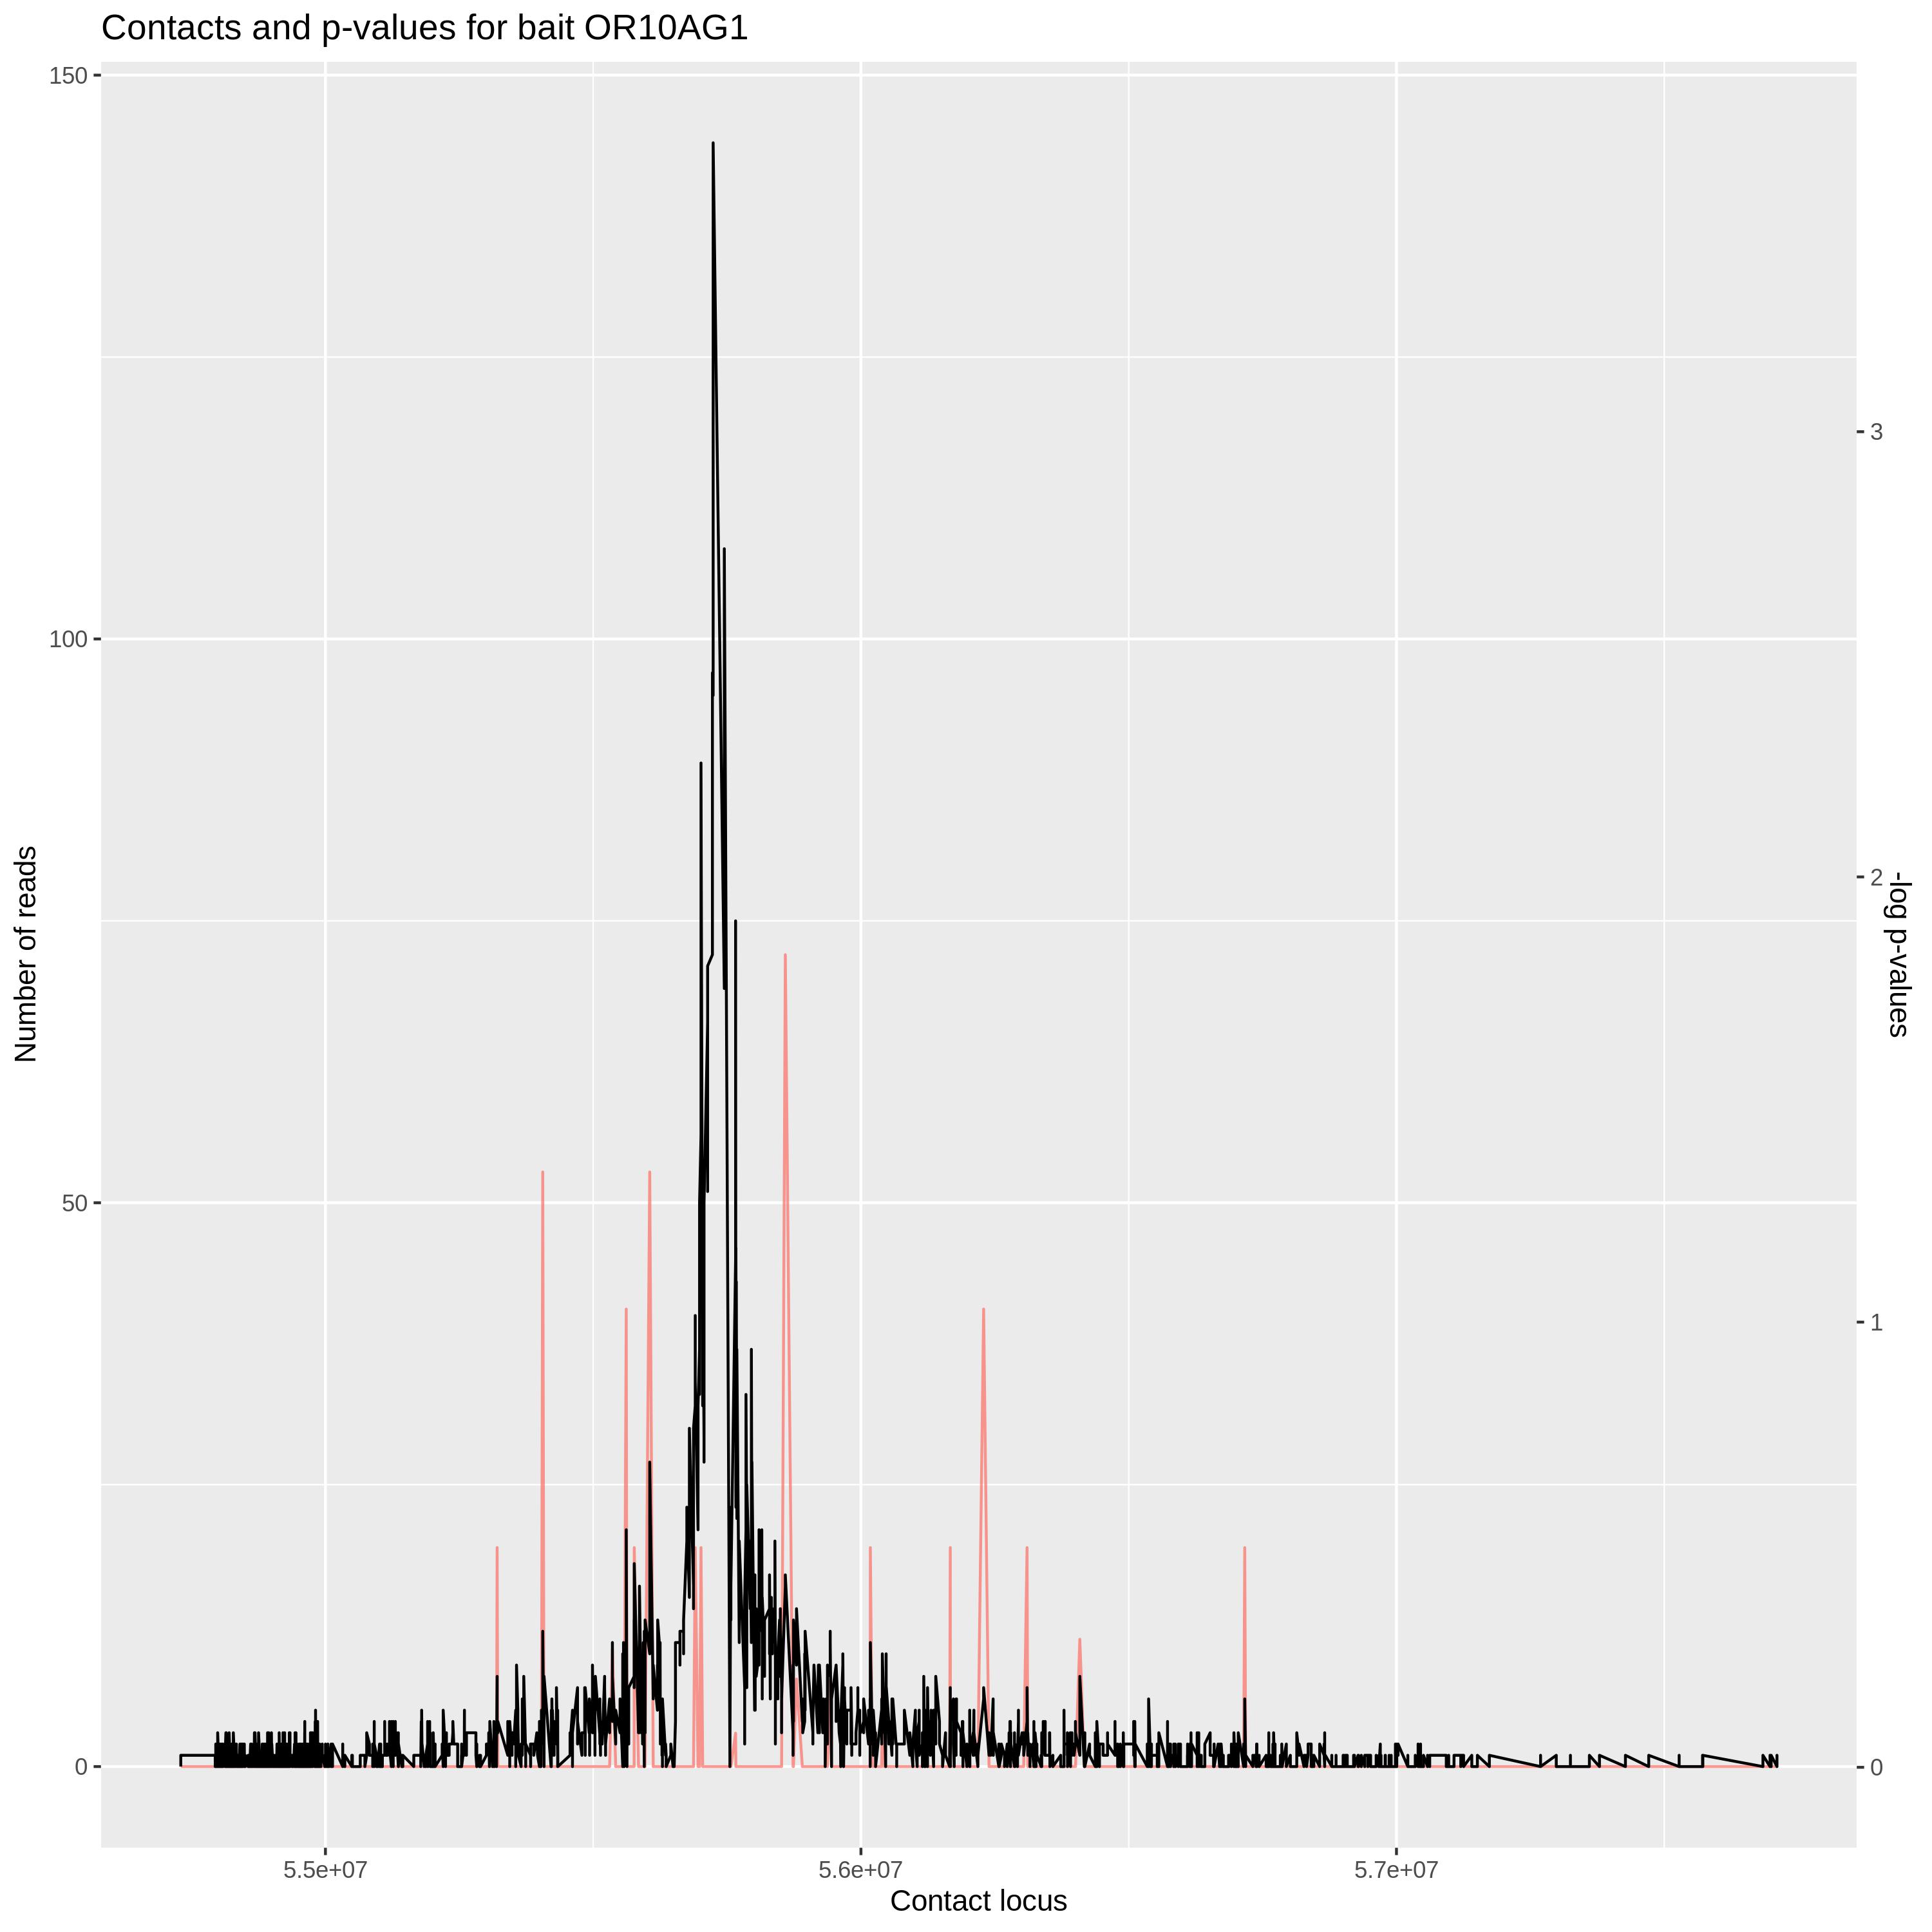 Contacts and p-values for bait OR10AG1
150
100
50
0
Number of reads
3
2
1
0
-log p-values
5.5e+07
5.6e+07
5.7e+07
Contact locus